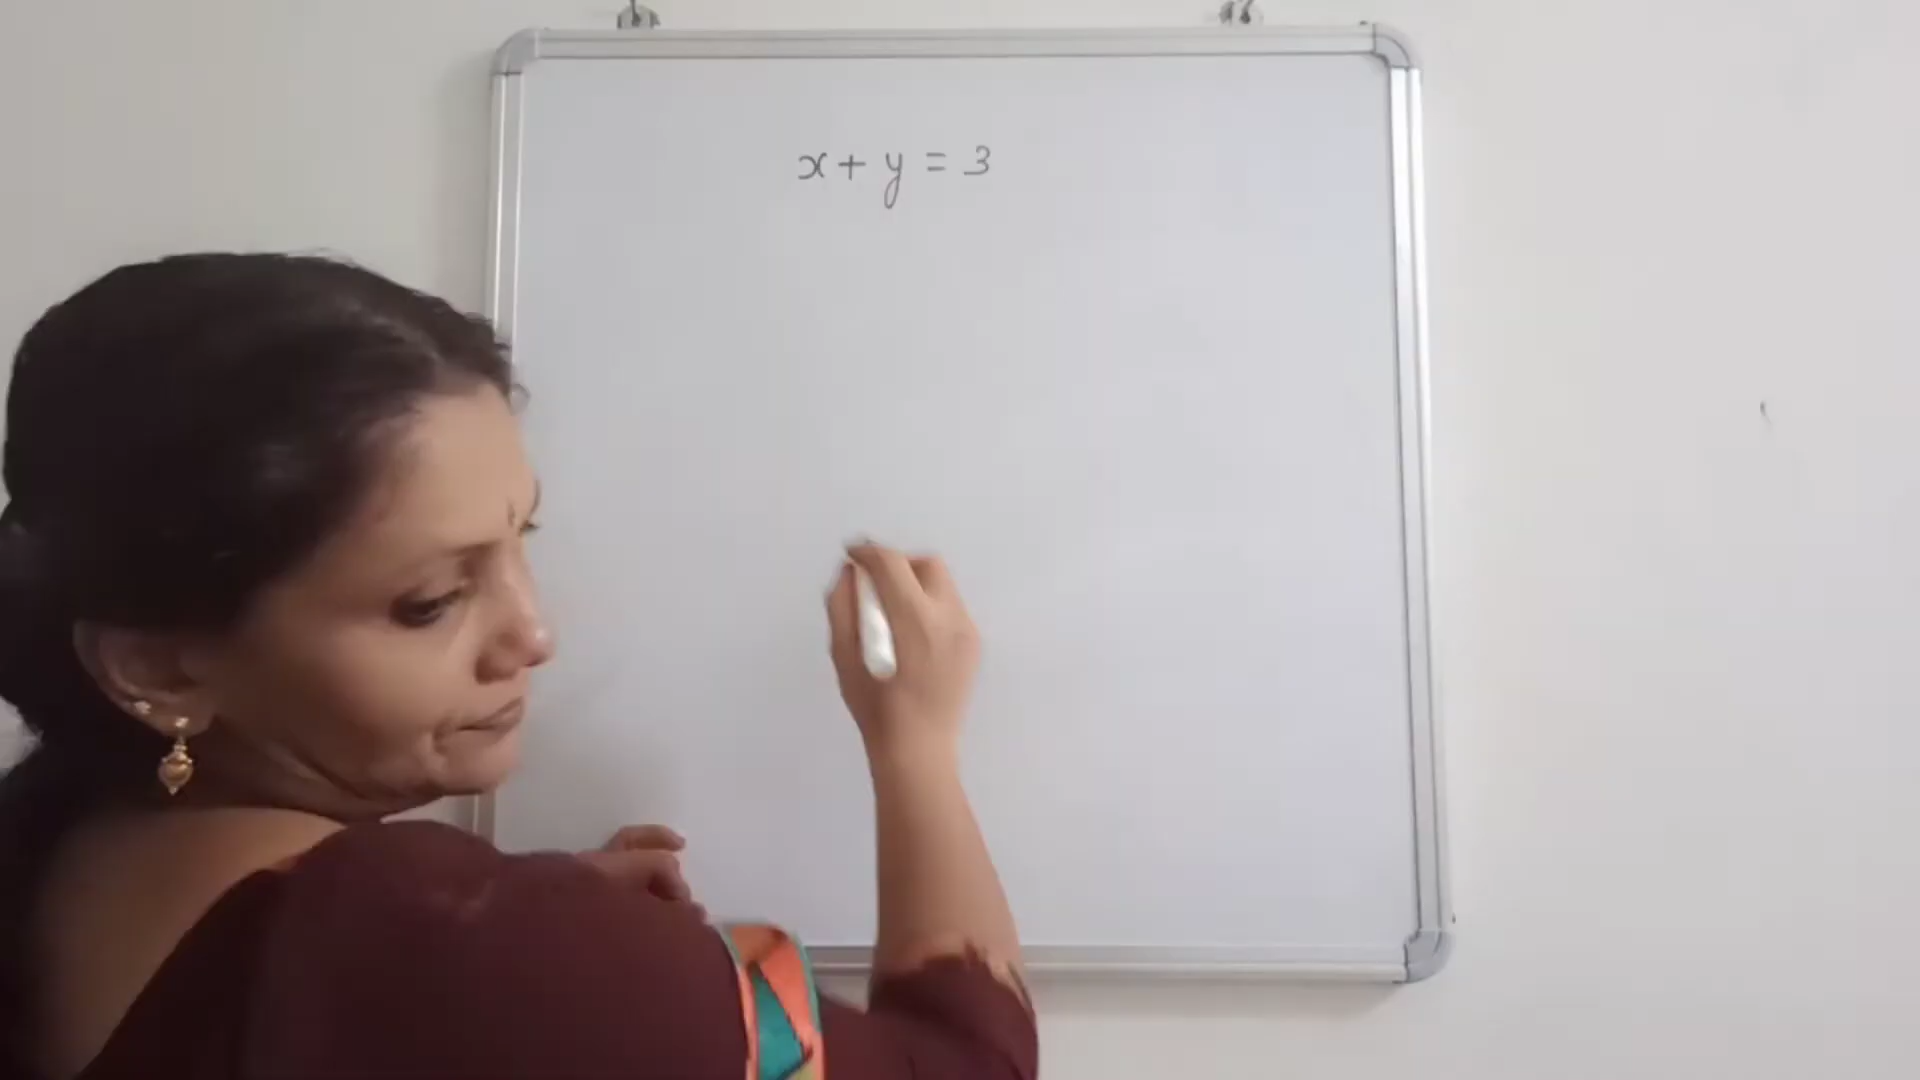 x + y = 3